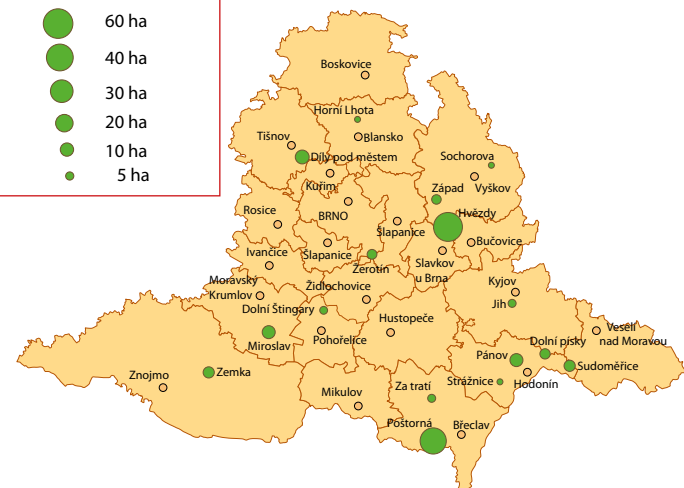 60 ha
40 ha
30 ha
20 ha
10 ha
5 ha
Boskovice
Horní Lhota
Blansko
Tišnov
Díly pod městem
Sochorova
Kuřim
Západ
Vyškov
Rosice
BRNO
Hvězdy
Šlapanice
Bučovice
Ivančice
Šlapanice
Žerotín
Slavkov
u Brna
Moravský
Krumlov
Židlochovice
Kyjov
Dolní Štingary
Jih
Hustopeče
Veselí
nad Moravou
Miroslav
Pohořelice
Dolní písky
Pánov
Sudoměřice
Znojmo
Zemka
Strážnice
Hodonín
Mikulov
Za tratí
Poštorná
Břeclav